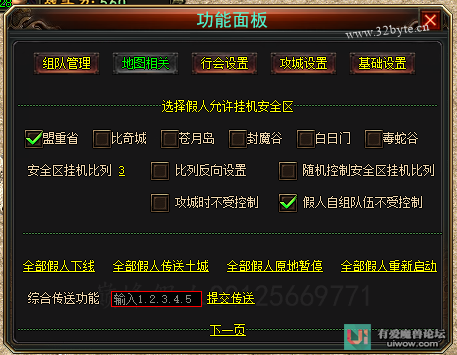 功能面板
www.32byte.cn
组队管理 地图相关 行会设置 攻城设置 基础设置
选择假人允许挂机安全区
盟重省 比奇城 苍月岛 封魔谷 白日门 毒蛇谷
安全区挂机比列 3 比列反向设置 随机控制安全区挂机比列
攻城时不受控制 假人自组队伍不受控制
全部假人下线 全部假人传送土城 全部假人原地暂停 全部假人重新启动
综合传送功能 输入1.2.3.4.5 提交传送
下一页
有爱魔兽论坛
uiwow.com